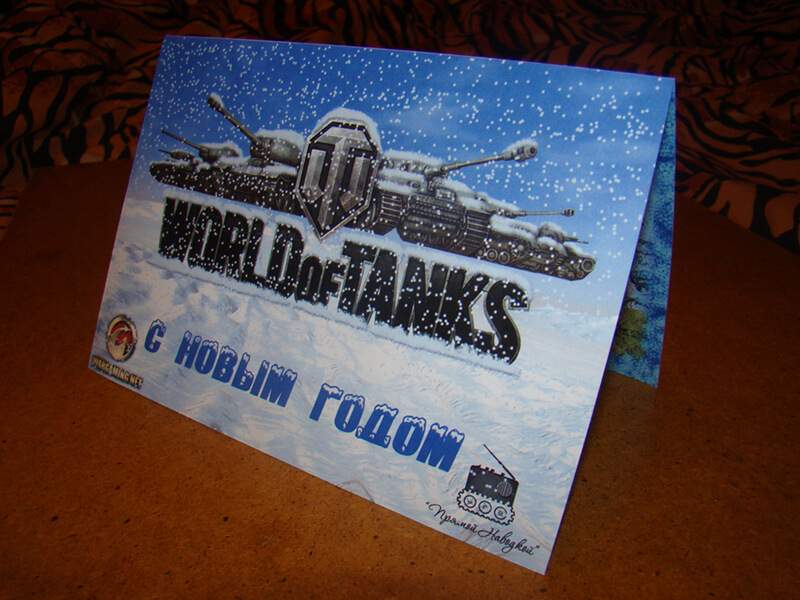 WORLD OF TANKS
WARGAMING.NET
С НОВЫМ ГОДОМ
"Прямой Наводкой"